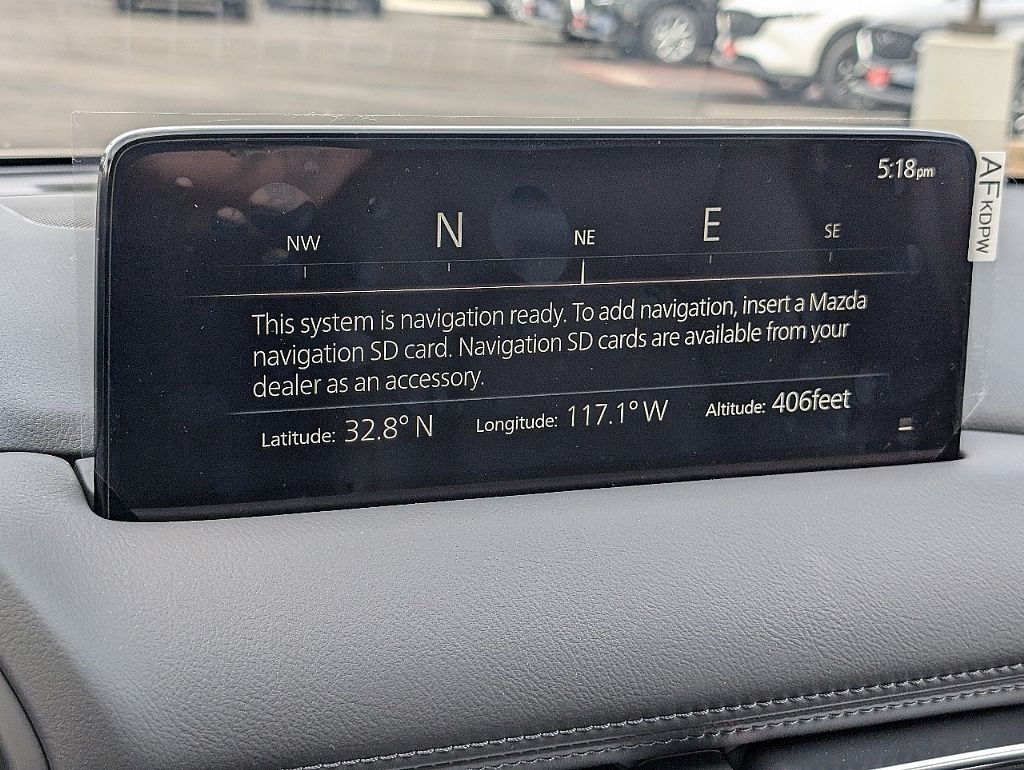 5:18pm
NW N NE E SE
This system is navigation ready. To add navigation, insert a Mazda
navigation SD card. Navigation SD cards are available from your
dealer as an accessory.
Latitude: 32.8° N Longitude: 117.1° W Altitude: 406feet
AF KDPW